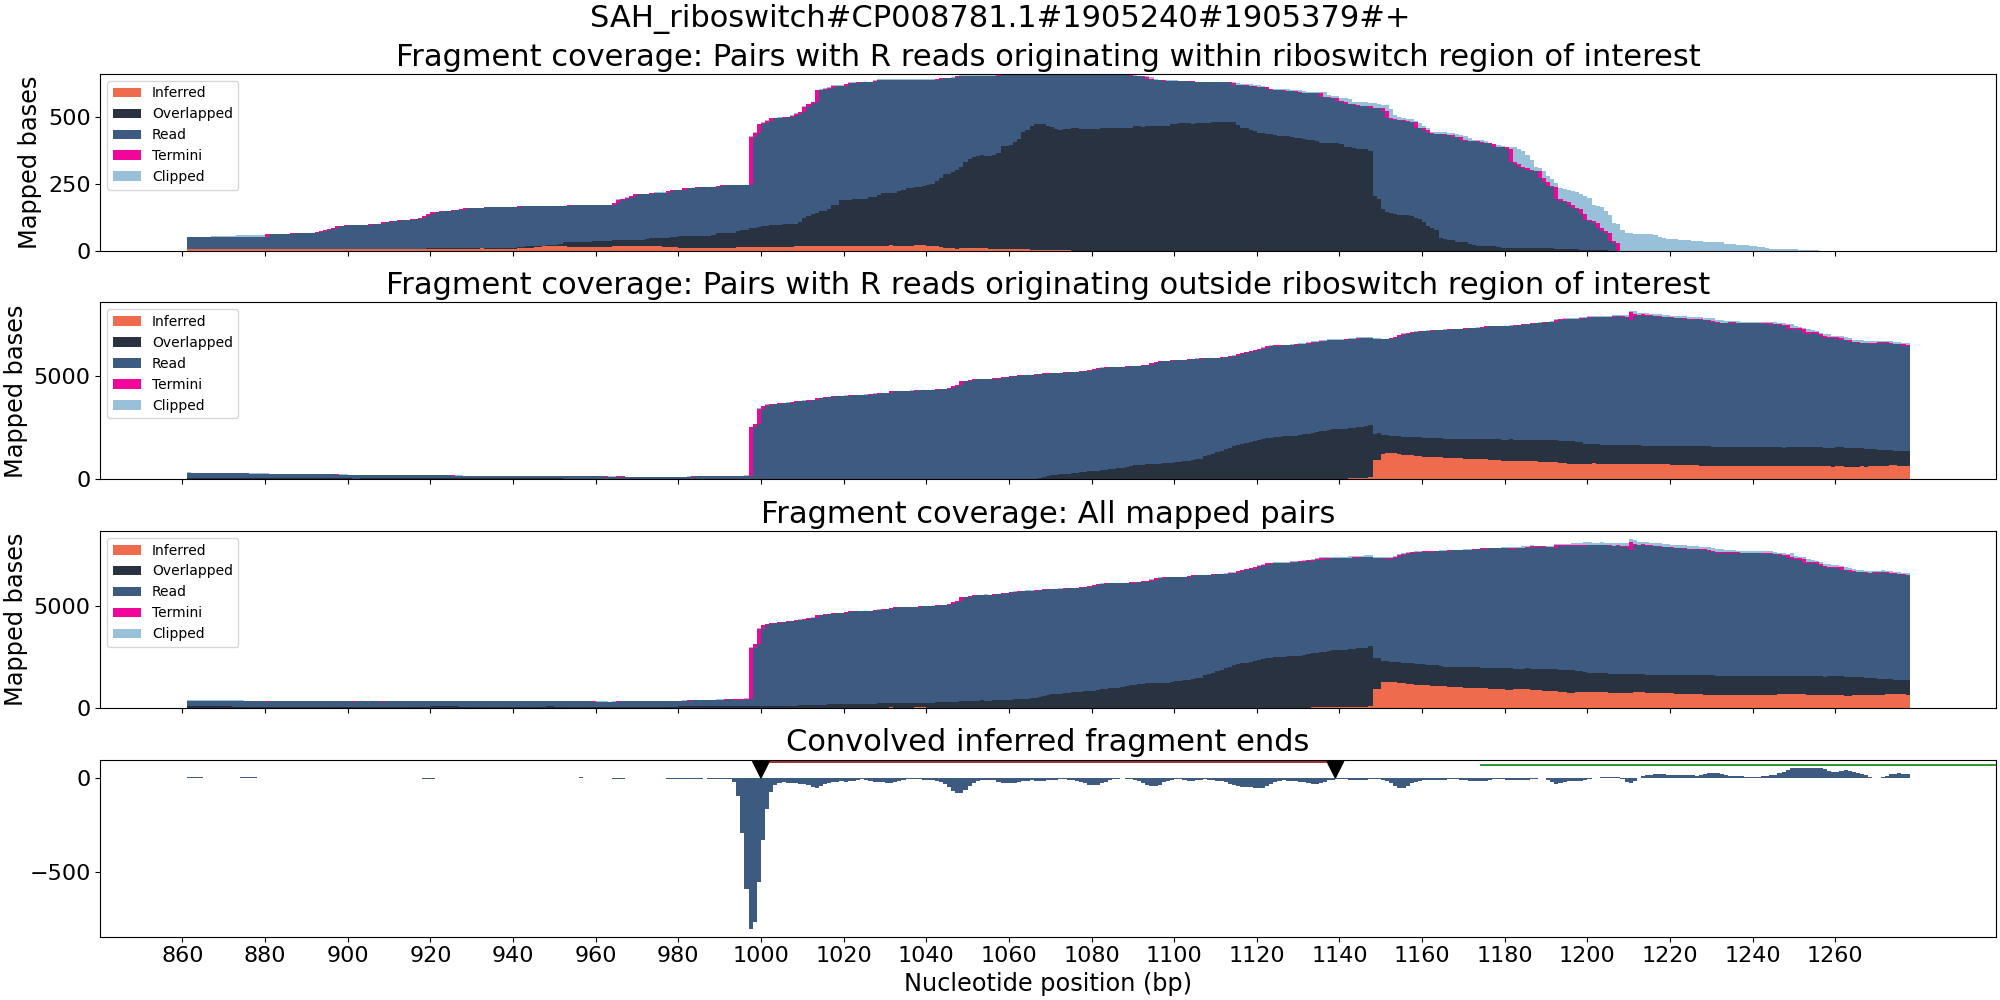 SAH_riboswitch#CP008781.1#1905240#1905379#+
Fragment coverage: Pairs with R reads originating within riboswitch region of interest
Mapped bases
500
250
0
Inferred
Overlapped
Read
Termini
Clipped
Fragment coverage: Pairs with R reads originating outside riboswitch region of interest
Mapped bases
5000
0
Inferred
Overlapped
Read
Termini
Clipped
Fragment coverage: All mapped pairs
Mapped bases
5000
0
Inferred
Overlapped
Read
Termini
Clipped
Convolved inferred fragment ends
0
−500
860 880 900 920 940 960 980 1000 1020 1040 1060 1080 1100 1120 1140 1160 1180 1200 1220 1240 1260
Nucleotide position (bp)